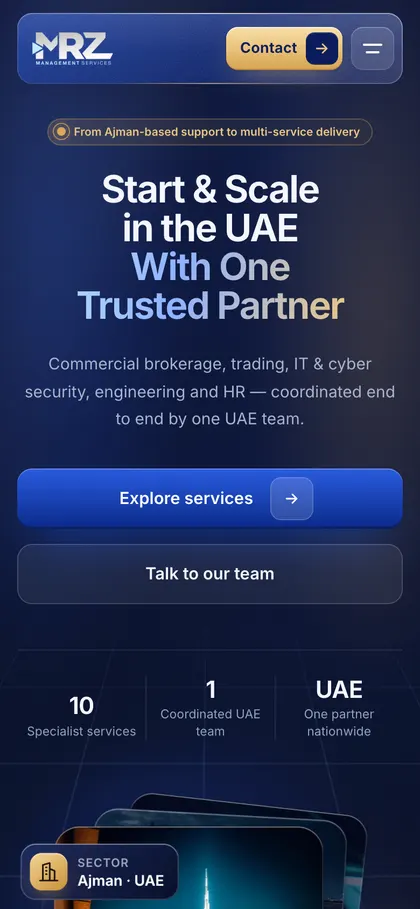 MRZ
MANAGEMENT SERVICES
Contact
From Ajman-based support to multi-service delivery
Start & Scale
in the UAE
With One
Trusted Partner
Commercial brokerage, trading, IT & cyber
security, engineering and HR — coordinated end
to end by one UAE team.
Explore services
Talk to our team
10
Specialist services
1
Coordinated UAE
team
UAE
One partner
nationwide
SECTOR
Ajman · UAE